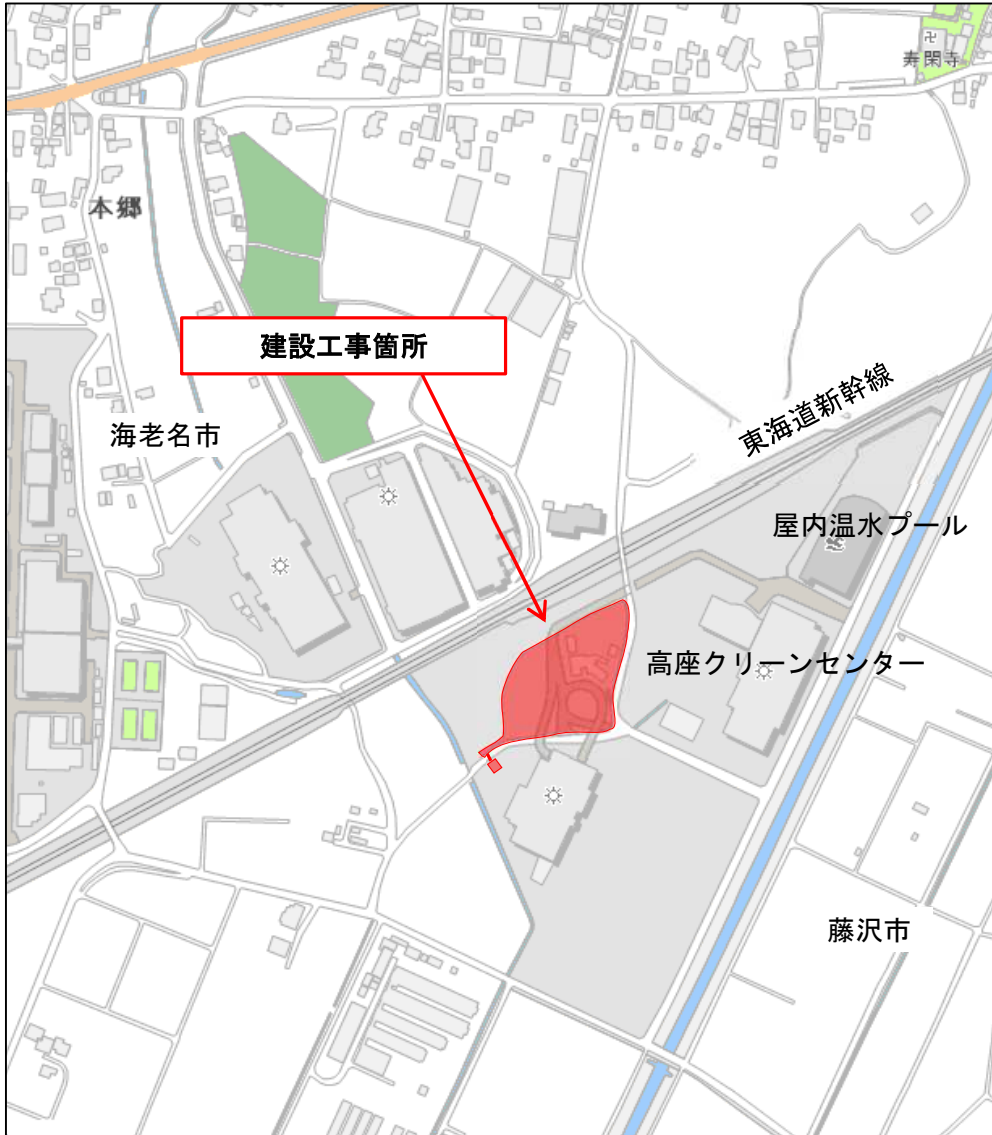 寿閑寺
本郷
建設工事箇所
海老名市
東海道新幹線
屋内温水プール
高座クリーンセンター
藤沢市